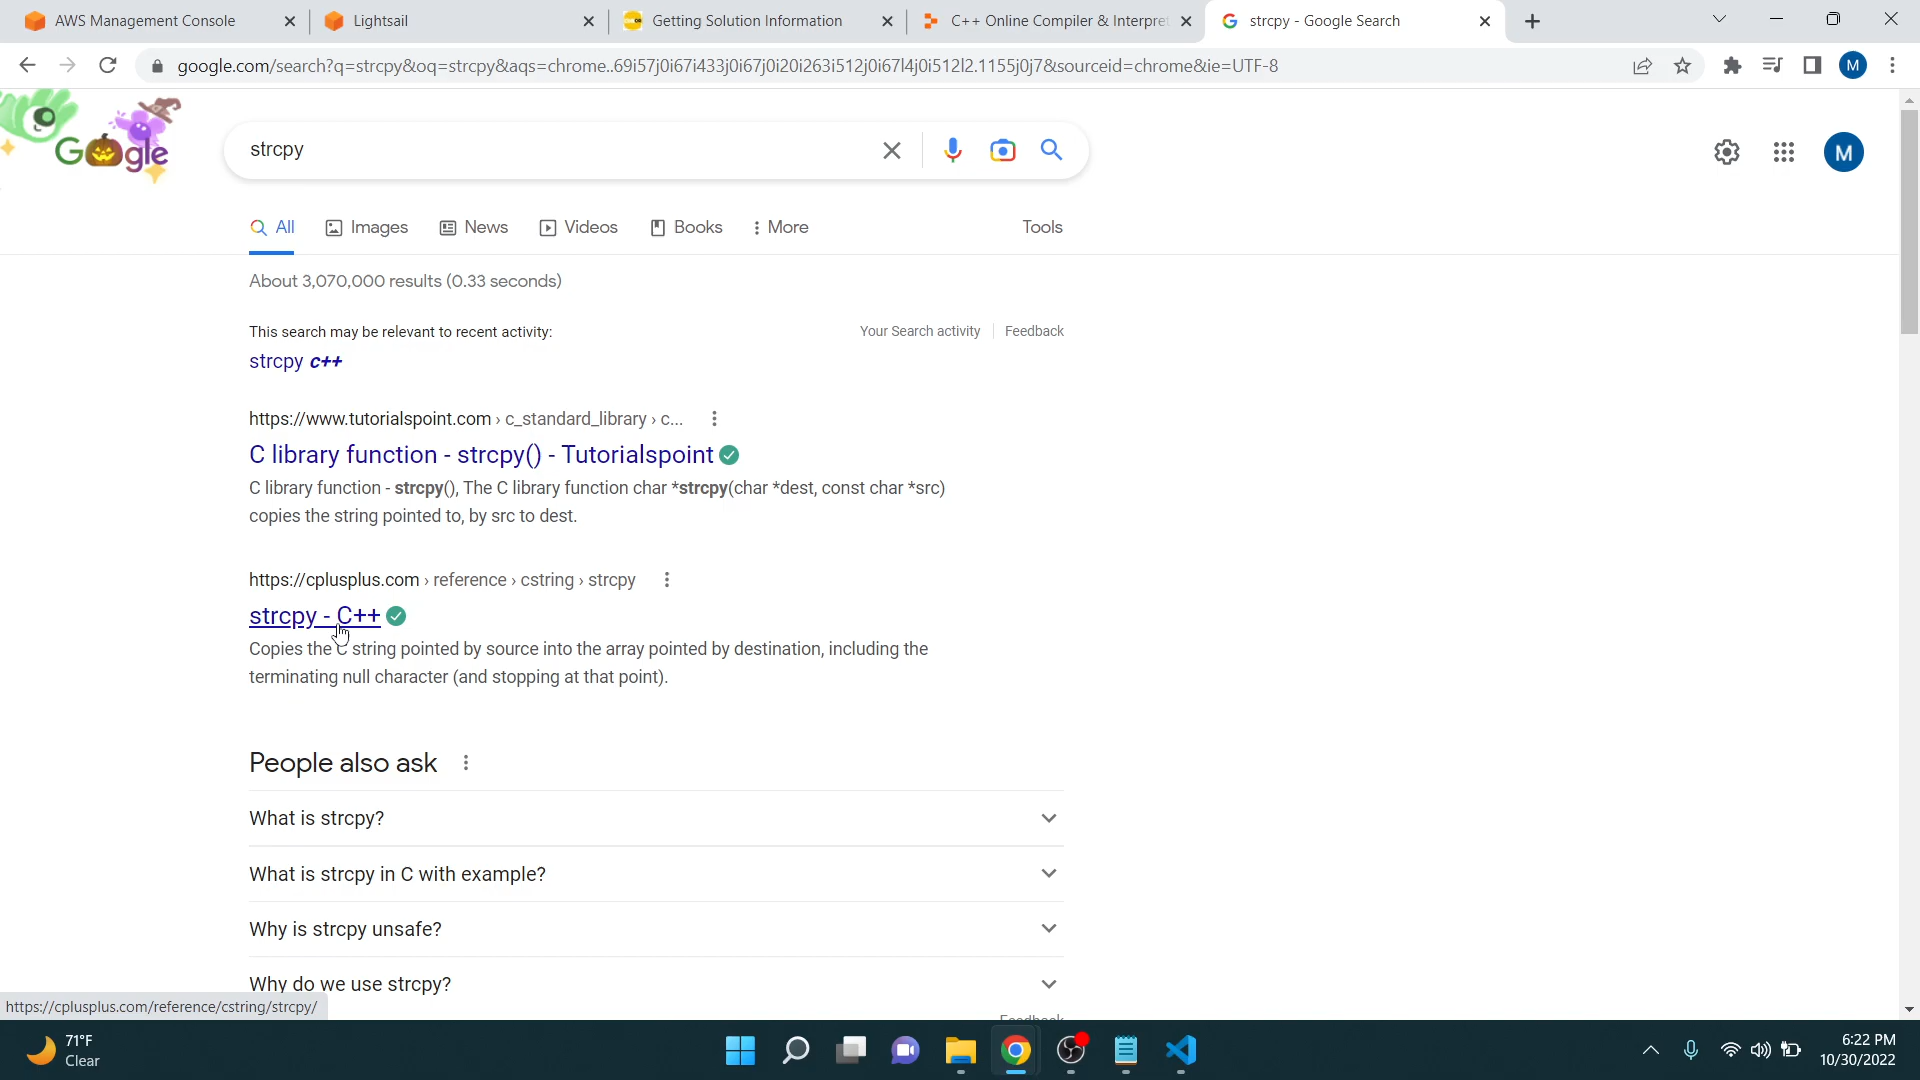 AWS Management Console
Lightsail
Getting Solution Information
C++ Online Compiler & Interpret
strcpy - Google Search
google.com/search?q=strcpy&oq=strcpy&aqs=chrome..69i57j0i67i433j0i67j0i20i263i512j0i67l4j0i512l2.1155j0j7&sourceid=chrome&ie=UTF-8
M
Google
strcpy
M
All
Images
News
Videos
Books
More
Tools
About 3,070,000 results (0.33 seconds)
This search may be relevant to recent activity:
Your Search activity
Feedback
strcpy c++
https://www.tutorialspoint.com › c_standard_library › c...
C library function - strcpy() - Tutorialspoint
C library function - strcpy(), The C library function char *strcpy(char *dest, const char *src)
copies the string pointed to, by src to dest.
https://cplusplus.com › reference › cstring › strcpy
strcpy - C++
Copies the C string pointed by source into the array pointed by destination, including the
terminating null character (and stopping at that point).
People also ask
What is strcpy?
What is strcpy in C with example?
Why is strcpy unsafe?
Why do we use strcpy?
Feedback
https://cplusplus.com/reference/cstring/strcpy/
71°F
Clear
6:22 PM
10/30/2022